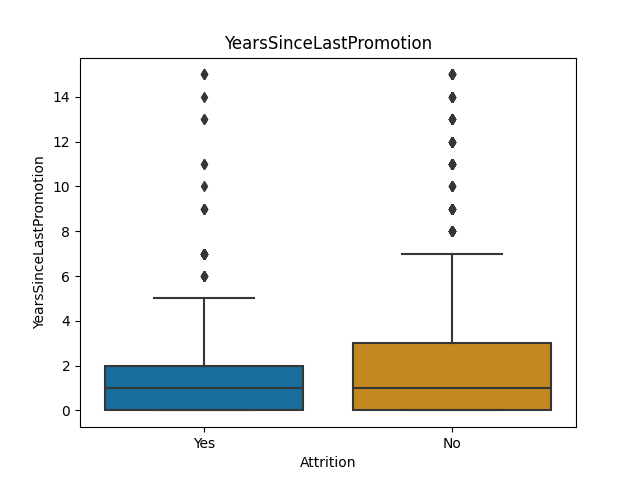 YearsSinceLastPromotion
YearsSinceLastPromotion
14
12
10
8
6
4
2
0
Yes
No
Attrition